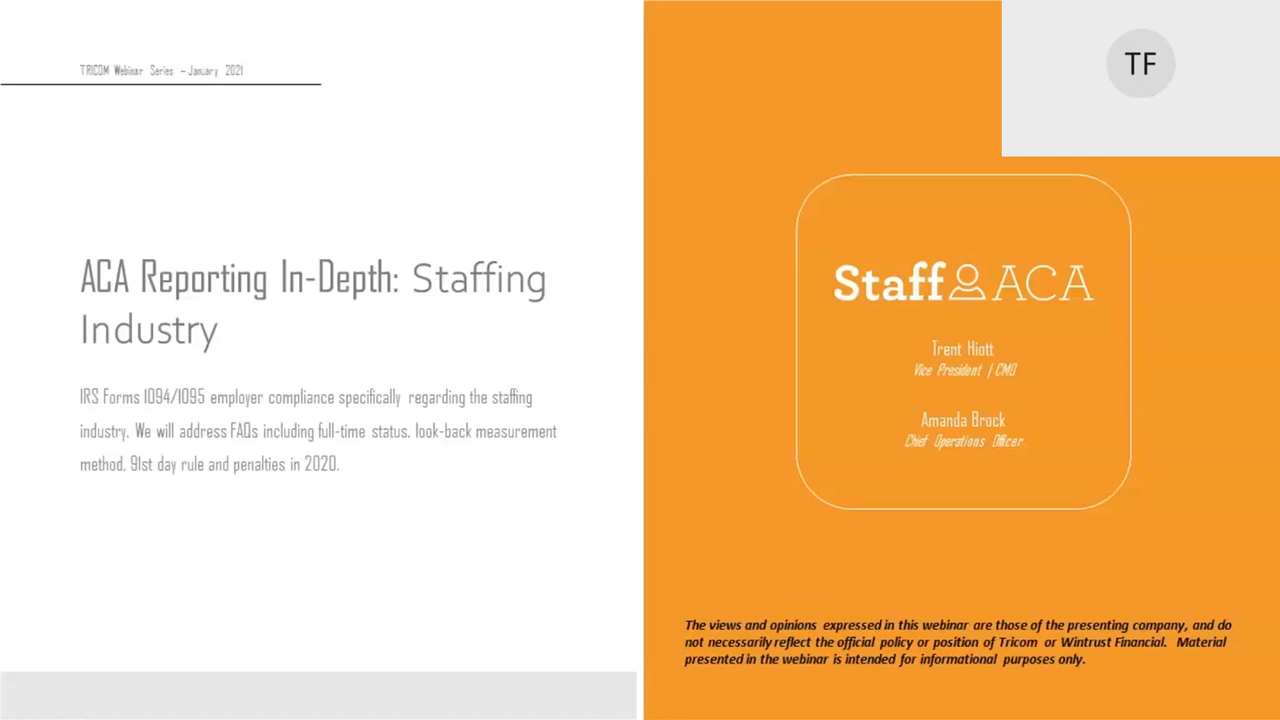 TRICOM Webinar Series – January 2021
ACA Reporting In-Depth: Staffing
Industry
IRS Forms 1094/1095 employer compliance specifically regarding the staffing
industry. We will address FAQs including full-time status, look-back measurement
method, 91st day rule and penalties in 2020.
TF
Staff ACA
Trent Hiott
Vice President / CMO
Amanda Brock
Chief Operations Officer
The views and opinions expressed in this webinar are those of the presenting company, and do
not necessarily reflect the official policy or position of Tricom or Wintrust Financial. Material
presented in the webinar is intended for informational purposes only.